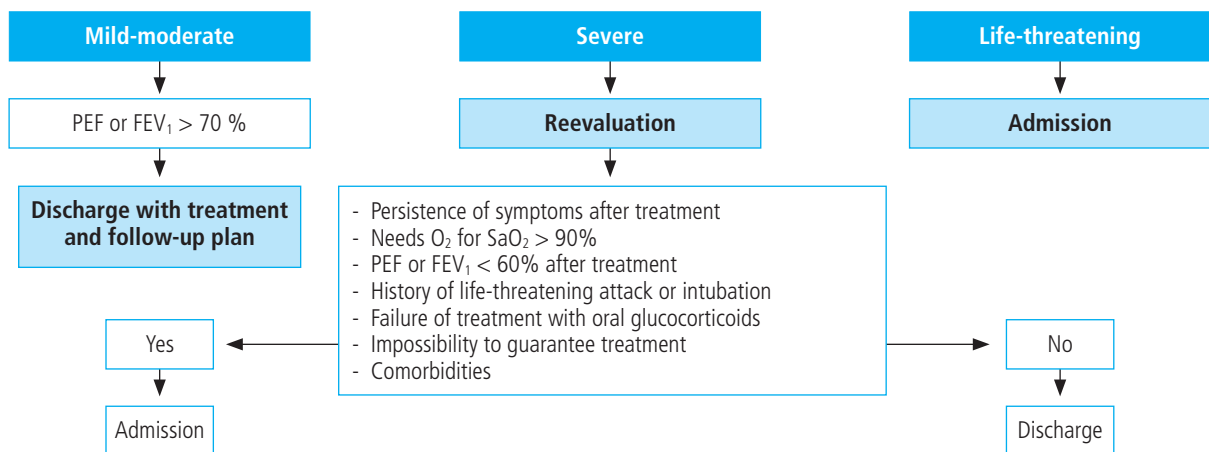 Mild-moderate
Severe
Life-threatening
PEF or FEV₁ > 70 %
Reevaluation
Admission
Discharge with treatment
and follow-up plan
- Persistence of symptoms after treatment
- Needs O₂ for SaO₂ > 90%
- PEF or FEV₁ < 60% after treatment
- History of life-threatening attack or intubation
- Failure of treatment with oral glucocorticoids
- Impossibility to guarantee treatment
- Comorbidities
Yes
No
Admission
Discharge